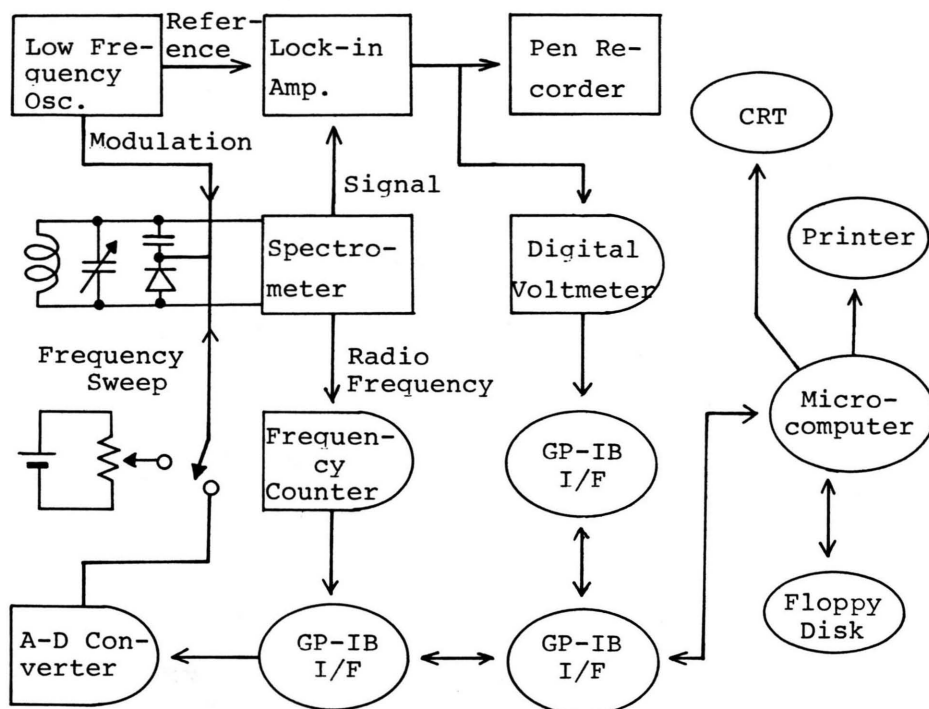 Low Fre-
quency
Osc.
Refer-
ence
Lock-in
Amp.
Pen Re-
corder
CRT
Modulation
Signal
Spectro-
meter
Digital
Voltmeter
Printer
Frequency
Sweep
Radio
Frequency
Frequen-
cy
Counter
GP-IB
I/F
Micro-
computer
A-D Con-
verter
GP-IB
I/F
GP-IB
I/F
Floppy
Disk